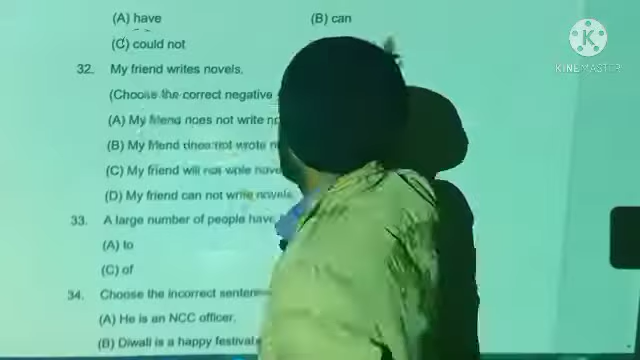 (A) have (B) can
(C) could not
32. My friend writes novels.
(Choose the correct negative
(A) My friend does not write
(B) My friend does not wrote
(C) My friend will not write
(D) My friend can not write novels.
33. A large number of people have
(A) to
(C) of
34. Choose the incorrect
(A) He is an NCC officer.
(B) Diwali is a happy festival
K
KINEMASTER